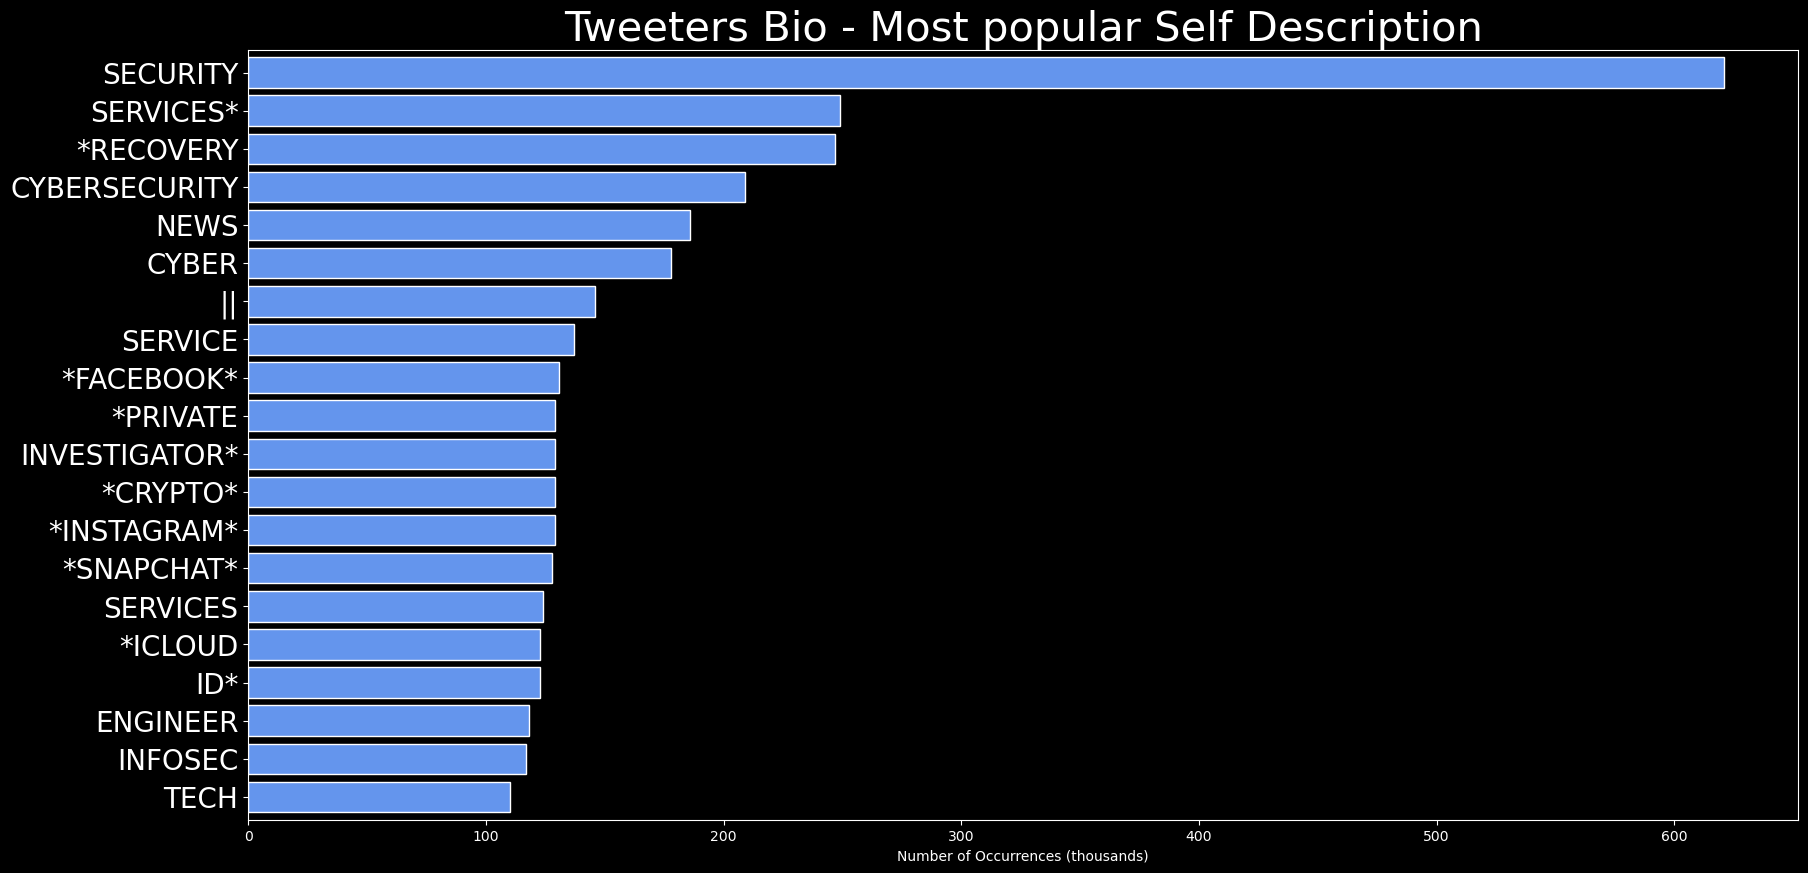 Tweeters Bio - Most popular Self Description
SECURITY
SERVICES*
*RECOVERY
CYBERSECURITY
NEWS
CYBER
||
SERVICE
*FACEBOOK*
*PRIVATE
INVESTIGATOR*
*CRYPTO*
*INSTAGRAM*
*SNAPCHAT*
SERVICES
*ICLOUD
ID*
ENGINEER
INFOSEC
TECH
0 100 200 300 400 500 600
Number of Occurrences (thousands)